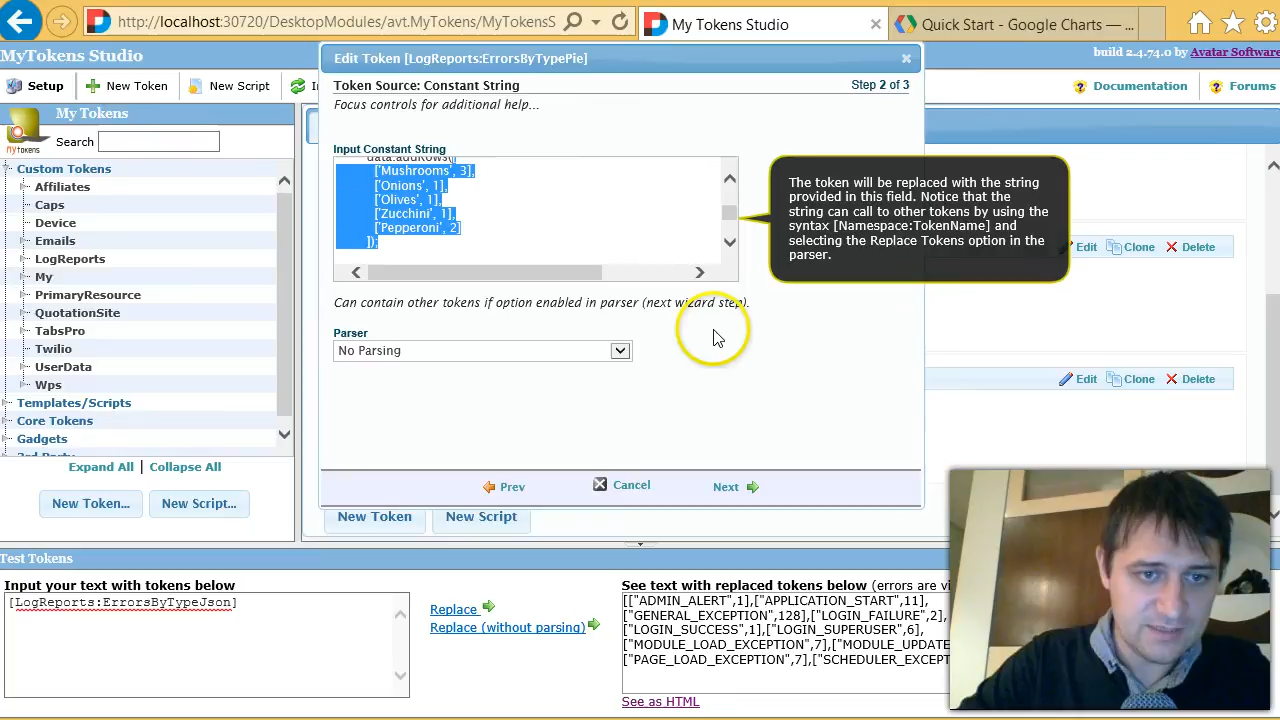 http://localhost:30720/DesktopModules/avt.MyTokens/MyTokensS
My Tokens Studio
Quick Start - Google Charts — ...
MyTokens Studio
build 2.4.74.0 by Avatar Software
Setup
New Token
New Script
Documentation
Forums
Edit Token [LogReports:ErrorsByTypePie]
Token Source: Constant String
Step 2 of 3
Focus controls for additional help...
My Tokens
Search
mytokens
Custom Tokens
Affiliates
Caps
Device
Emails
LogReports
My
PrimaryResource
QuotationSite
TabsPro
Twilio
UserData
Wps
Templates/Scripts
Core Tokens
Gadgets
3rd Party
Expand All | Collapse All
New Token...
New Script...
Input Constant String
data.addRows([
['Mushrooms', 3],
['Onions', 1],
['Olives', 1],
['Zucchini', 1],
['Pepperoni', 2]
]);
The token will be replaced with the string
provided in this field. Notice that the
string can call to other tokens by using the
syntax [Namespace:TokenName] and
selecting the Replace Tokens option in the
parser.
Can contain other tokens if option enabled in parser (next wizard step).
Parser
No Parsing
Prev
Cancel
Next
Edit
Clone
Delete
Edit
Clone
Delete
New Token
New Script
Test Tokens
Input your text with tokens below
[LogReports:ErrorsByTypeJson]
Replace
Replace (without parsing)
See text with replaced tokens below (errors are vi
[["ADMIN_ALERT",1],["APPLICATION_START",11],
["GENERAL_EXCEPTION",128],["LOGIN_FAILURE",2],
["LOGIN_SUCCESS",1],["LOGIN_SUPERUSER",6],
["MODULE_LOAD_EXCEPTION",7],["MODULE_UPDATE
["PAGE_LOAD_EXCEPTION",7],["SCHEDULER_EXCEPT
See as HTML